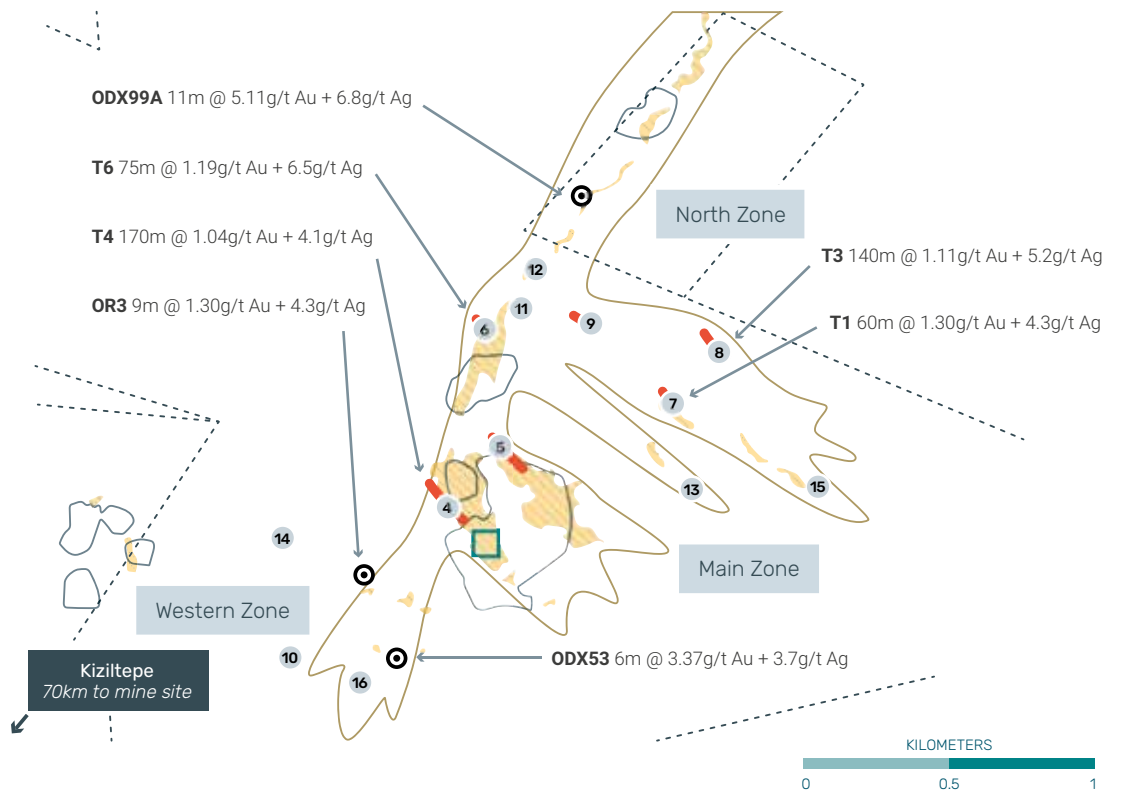 ODX99A 11m @ 5.11g/t Au + 6.8g/t Ag
T6 75m @ 1.19g/t Au + 6.5g/t Ag
North Zone
T4 170m @ 1.04g/t Au + 4.1g/t Ag
T3 140m @ 1.11g/t Au + 5.2g/t Ag
12
OR3 9m @ 1.30g/t Au + 4.3g/t Ag
11
6
9
T1 60m @ 1.30g/t Au + 4.3g/t Ag
8
7
5
13
15
4
14
Main Zone
Western Zone
10
ODX53 6m @ 3.37g/t Au + 3.7g/t Ag
Kiziltepe
70km to mine site
16
KILOMETERS
0 0.5 1